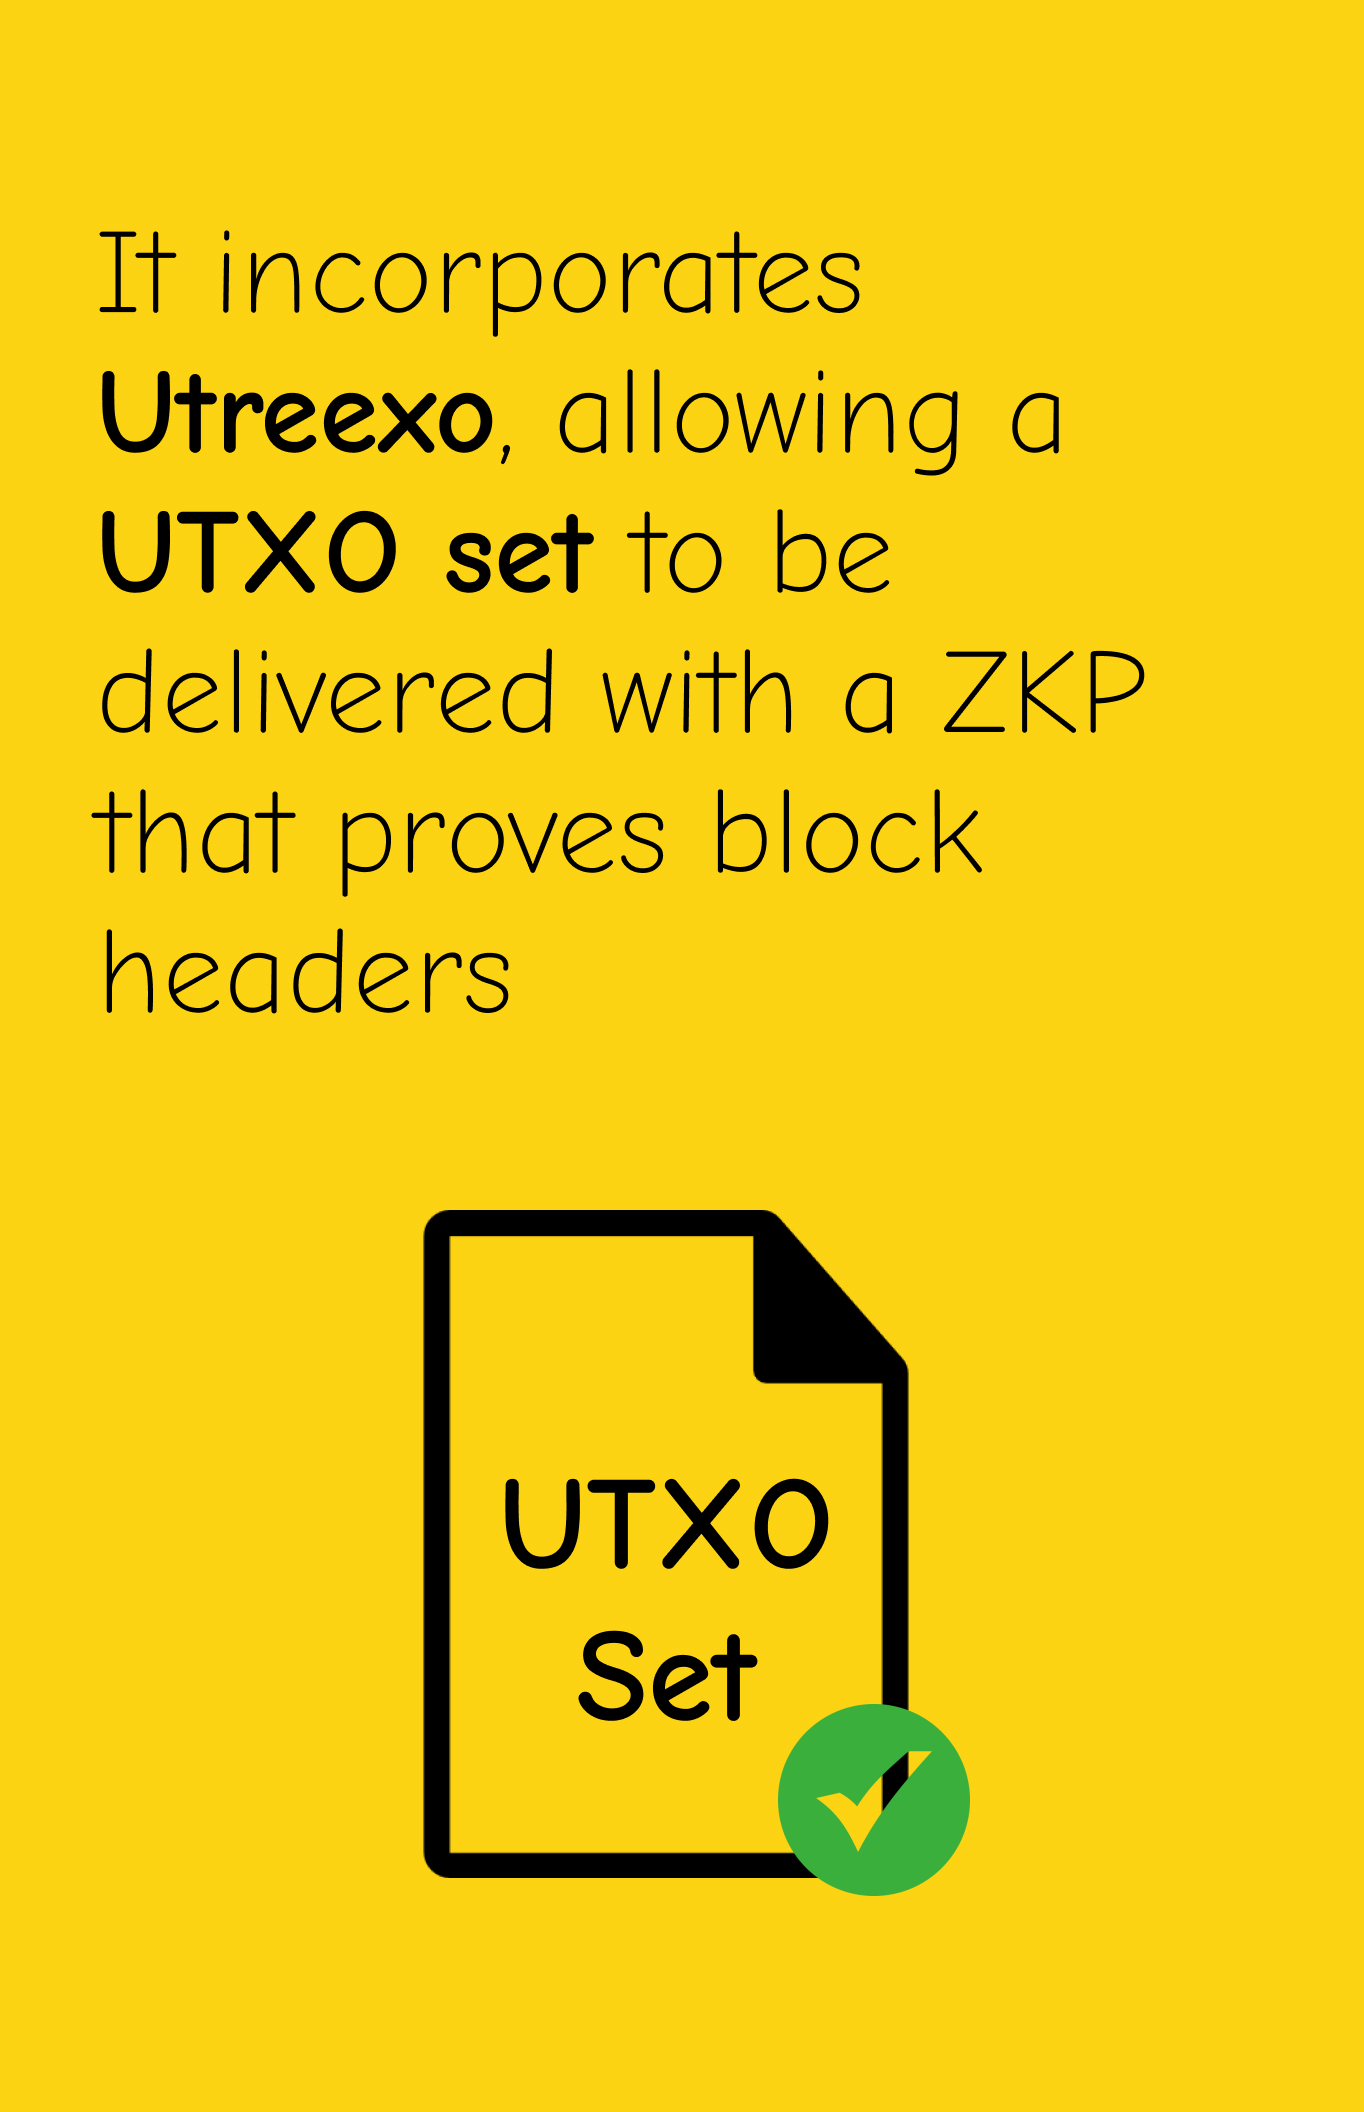 It incorporates
Utreexo, allowing a
UTXO set to be
delivered with a ZKP
that proves block
headers
UTXO
Set